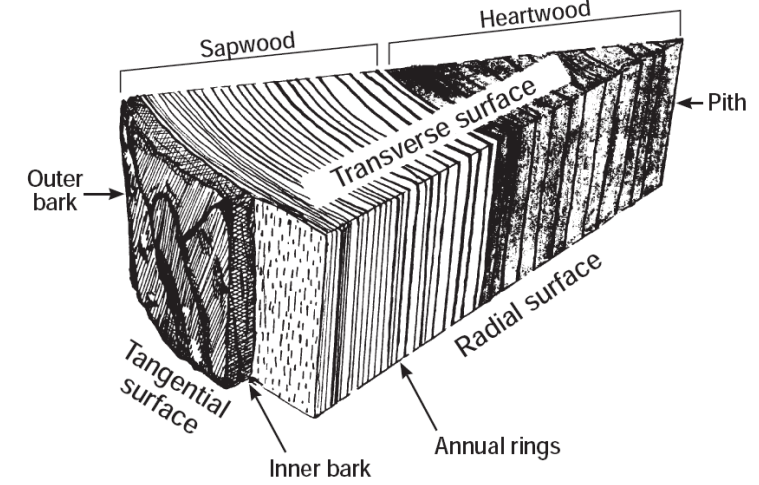 Heartwood
Sapwood
Transverse surface
Pith
Outer
bark
Radial surface
Tangential
surface
Annual rings
Inner bark